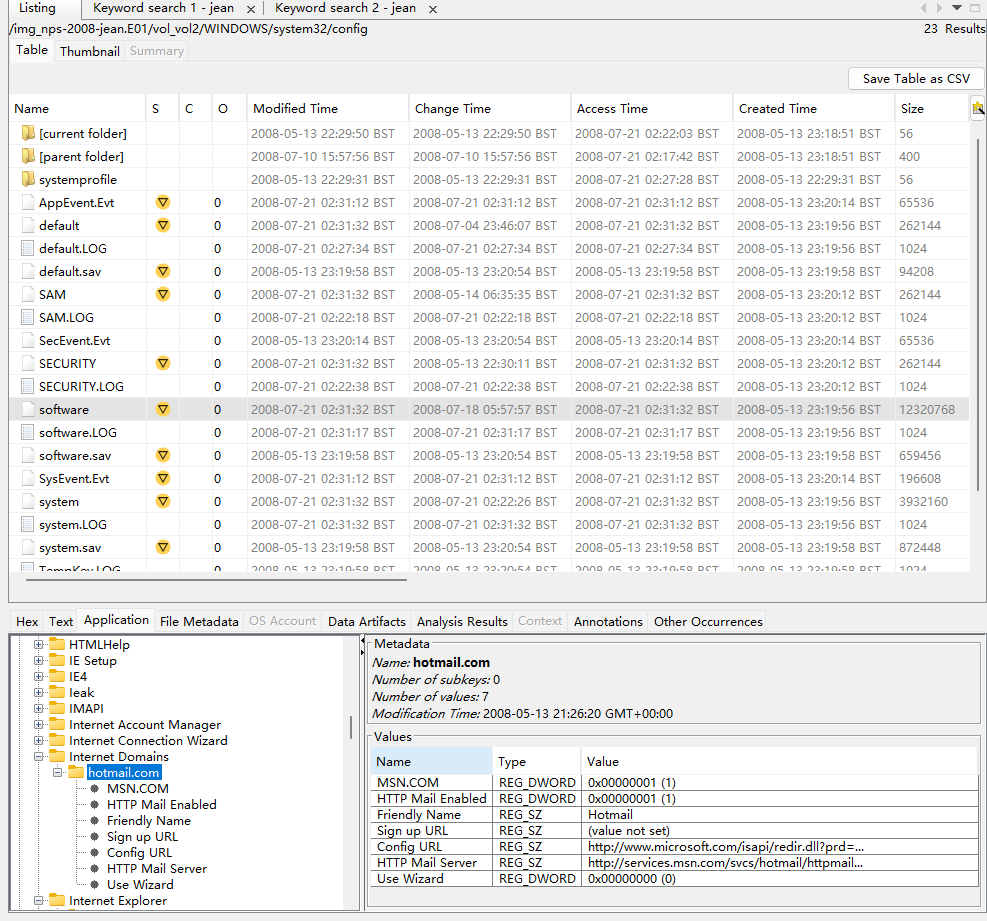 Listing Keyword search 1 - jean × Keyword search 2 - jean ×
/img_nps-2008-jean.E01/vol_vol2/WINDOWS/system32/config 23 Results
Table Thumbnail Summary
Save Table as CSV
Name S C O Modified Time Change Time Access Time Created Time Size
[current folder] 2008-05-13 22:29:50 BST 2008-05-13 22:29:50 BST 2008-07-21 02:22:03 BST 2008-05-13 23:18:51 BST 56
[parent folder] 2008-07-10 15:57:56 BST 2008-07-10 15:57:56 BST 2008-07-21 02:17:42 BST 2008-05-13 23:18:51 BST 400
systemprofile 2008-05-13 22:29:31 BST 2008-05-13 22:29:31 BST 2008-07-21 02:27:28 BST 2008-05-13 22:29:31 BST 56
AppEvent.Evt 0 2008-07-21 02:31:12 BST 2008-07-21 02:31:12 BST 2008-07-21 02:31:12 BST 2008-05-13 23:20:14 BST 65536
default 0 2008-07-21 02:31:32 BST 2008-07-04 23:46:07 BST 2008-07-21 02:31:32 BST 2008-05-13 23:19:58 BST 262144
default.LOG 0 2008-07-21 02:27:34 BST 2008-07-21 02:27:34 BST 2008-07-21 02:27:34 BST 2008-05-13 23:19:58 BST 1024
default.sav 0 2008-05-13 23:19:58 BST 2008-05-13 23:20:54 BST 2008-05-13 23:19:58 BST 2008-05-13 23:19:58 BST 94208
SAM 0 2008-07-21 02:31:32 BST 2008-05-14 06:35:35 BST 2008-07-21 02:31:32 BST 2008-05-13 23:20:12 BST 262144
SAM.LOG 0 2008-07-21 02:22:18 BST 2008-07-21 02:22:18 BST 2008-07-21 02:22:18 BST 2008-05-13 23:20:12 BST 1024
SecEvent.Evt 0 2008-05-13 23:20:14 BST 2008-05-13 23:20:54 BST 2008-05-13 23:20:14 BST 2008-05-13 23:20:14 BST 65536
SECURITY 0 2008-07-21 02:31:32 BST 2008-05-13 22:30:11 BST 2008-07-21 02:31:32 BST 2008-05-13 23:20:12 BST 262144
SECURITY.LOG 0 2008-07-21 02:22:38 BST 2008-07-21 02:22:38 BST 2008-07-21 02:22:38 BST 2008-05-13 23:20:12 BST 1024
software 0 2008-07-21 02:31:32 BST 2008-07-18 05:57:57 BST 2008-07-21 02:31:32 BST 2008-05-13 23:19:56 BST 12320768
software.LOG 0 2008-07-21 02:31:17 BST 2008-07-21 02:31:17 BST 2008-07-21 02:31:17 BST 2008-05-13 23:19:56 BST 1024
software.sav 0 2008-05-13 23:19:58 BST 2008-05-13 23:20:54 BST 2008-05-13 23:19:58 BST 2008-05-13 23:19:58 BST 659456
SysEvent.Evt 0 2008-07-21 02:31:12 BST 2008-07-21 02:31:12 BST 2008-07-21 02:31:12 BST 2008-05-13 23:20:14 BST 196608
system 0 2008-07-21 02:31:32 BST 2008-07-21 02:22:26 BST 2008-07-21 02:31:32 BST 2008-05-13 23:19:56 BST 3932160
system.LOG 0 2008-07-21 02:31:32 BST 2008-07-21 02:31:32 BST 2008-07-21 02:31:32 BST 2008-05-13 23:19:56 BST 1024
system.sav 0 2008-05-13 23:19:58 BST 2008-05-13 23:20:54 BST 2008-05-13 23:19:58 BST 2008-05-13 23:19:58 BST 872448
TempKey.LOG
Hex Text Application File Metadata OS Account Data Artifacts Analysis Results Context Annotations Other Occurrences
HTMLHelp
IE Setup
IE4
Ieak
IMAPI
Internet Account Manager
Internet Connection Wizard
Internet Domains
hotmail.com
MSN.COM
HTTP Mail Enabled
Friendly Name
Sign up URL
Config URL
HTTP Mail Server
Use Wizard
Internet Explorer
Metadata
Name: hotmail.com
Number of subkeys: 0
Number of values: 7
Modification Time: 2008-05-13 21:26:20 GMT+00:00
Values
Name Type Value
MSN.COM REG_DWORD 0x00000001 (1)
HTTP Mail Enabled REG_DWORD 0x00000001 (1)
Friendly Name REG_SZ Hotmail
Sign up URL REG_SZ (value not set)
Config URL REG_SZ http://www.microsoft.com/isapi/redir.dll?prd=...
HTTP Mail Server REG_SZ http://services.msn.com/svcs/hotmail/httpmail...
Use Wizard REG_DWORD 0x00000000 (0)